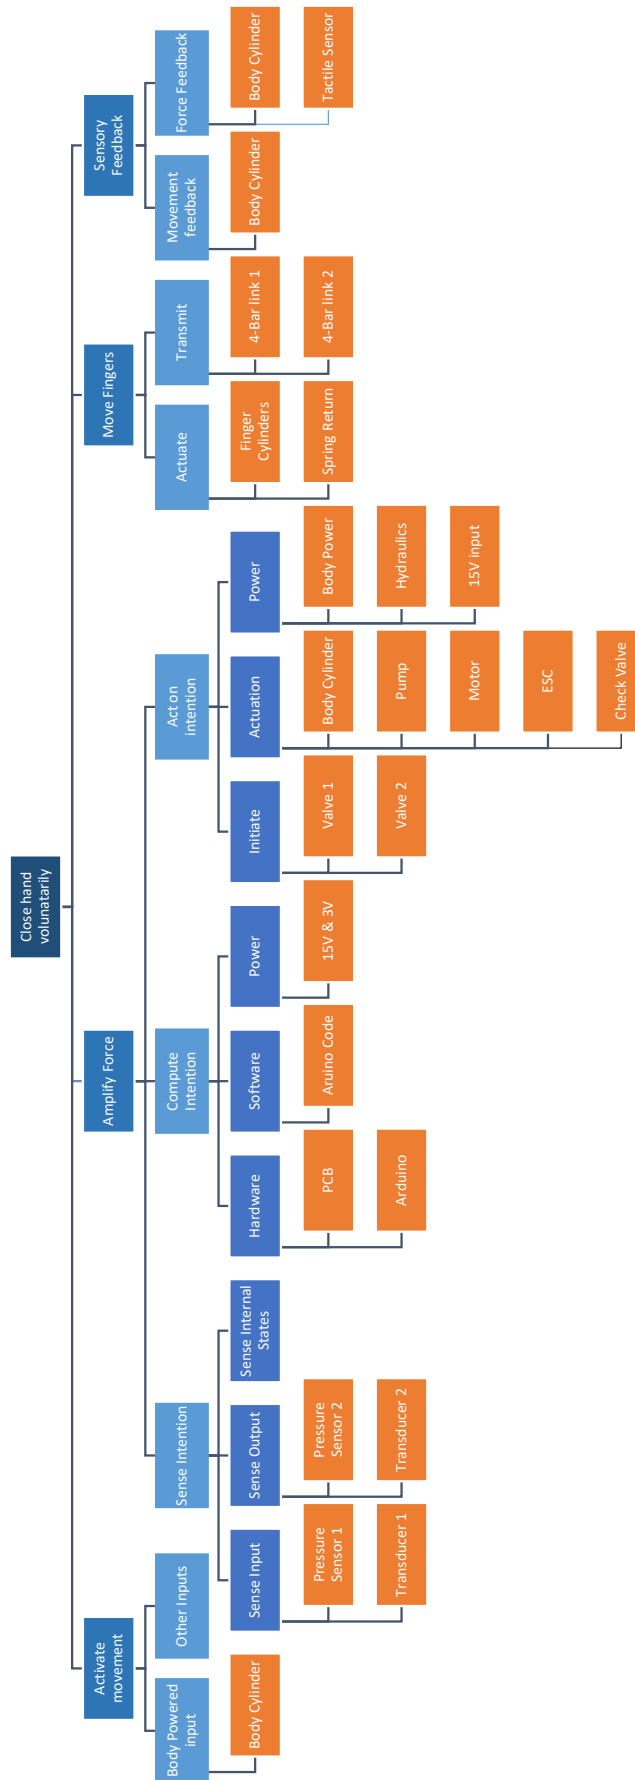 Close hand
volunatarily
Activate
movement
Body Powered
input
Body Cylinder
Other Inputs
Amplify Force
Sense Intention
Sense Input
Pressure
Sensor 1
Transducer 1
Sense Output
Pressure
Sensor 2
Transducer 2
Sense Internal
States
Compute
Intention
Hardware
PCB
Arduino
Software
Aruino Code
Power
15V & 3V
Act on
intention
Initiate
Valve 1
Valve 2
Actuation
Body Cylinder
Pump
Motor
ESC
Check Valve
Power
Body Power
Hydraulics
15V input
Move Fingers
Actuate
Finger
Cylinders
Spring Return
Transmit
4-Bar link 1
4-Bar link 2
Sensory
Feedback
Movement
feedback
Body Cylinder
Force Feedback
Body Cylinder
Tactile Sensor